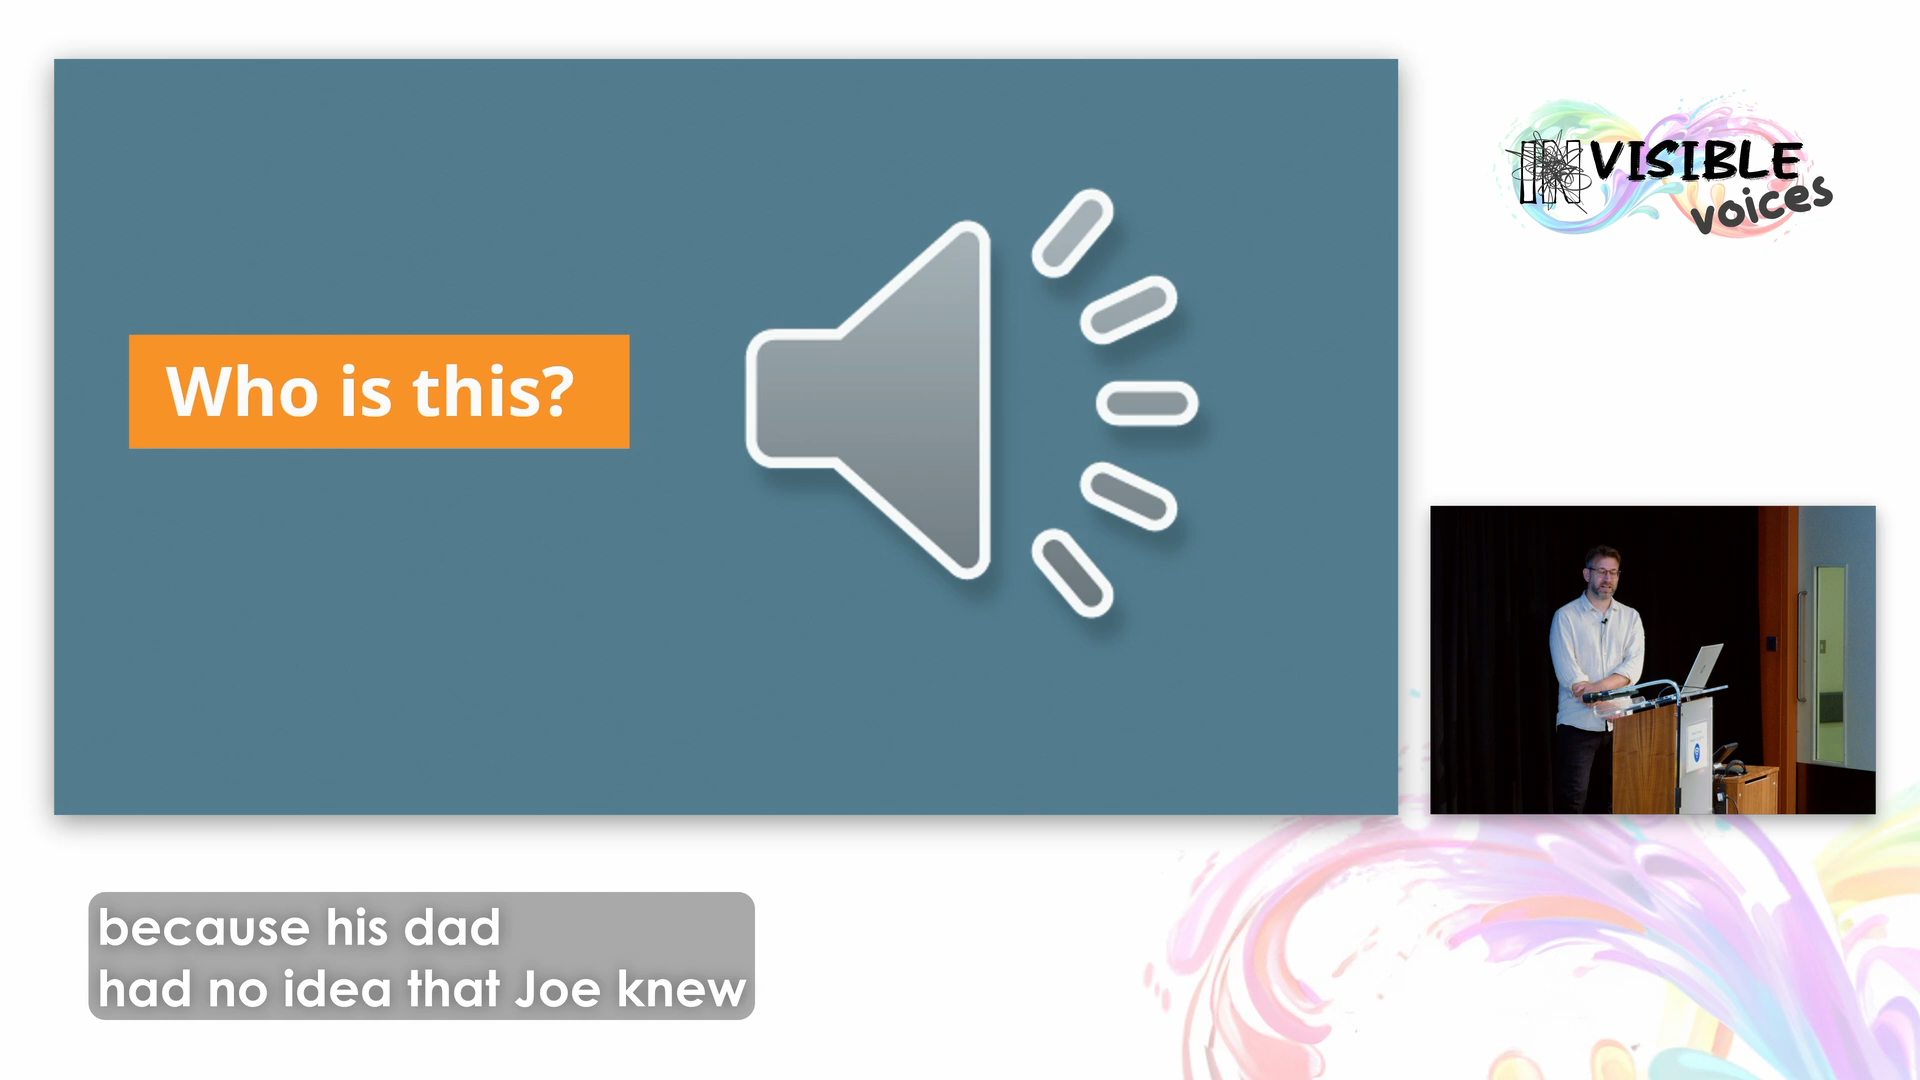 Who is this?
INVISIBLE
voices
because his dad
had no idea that Joe knew